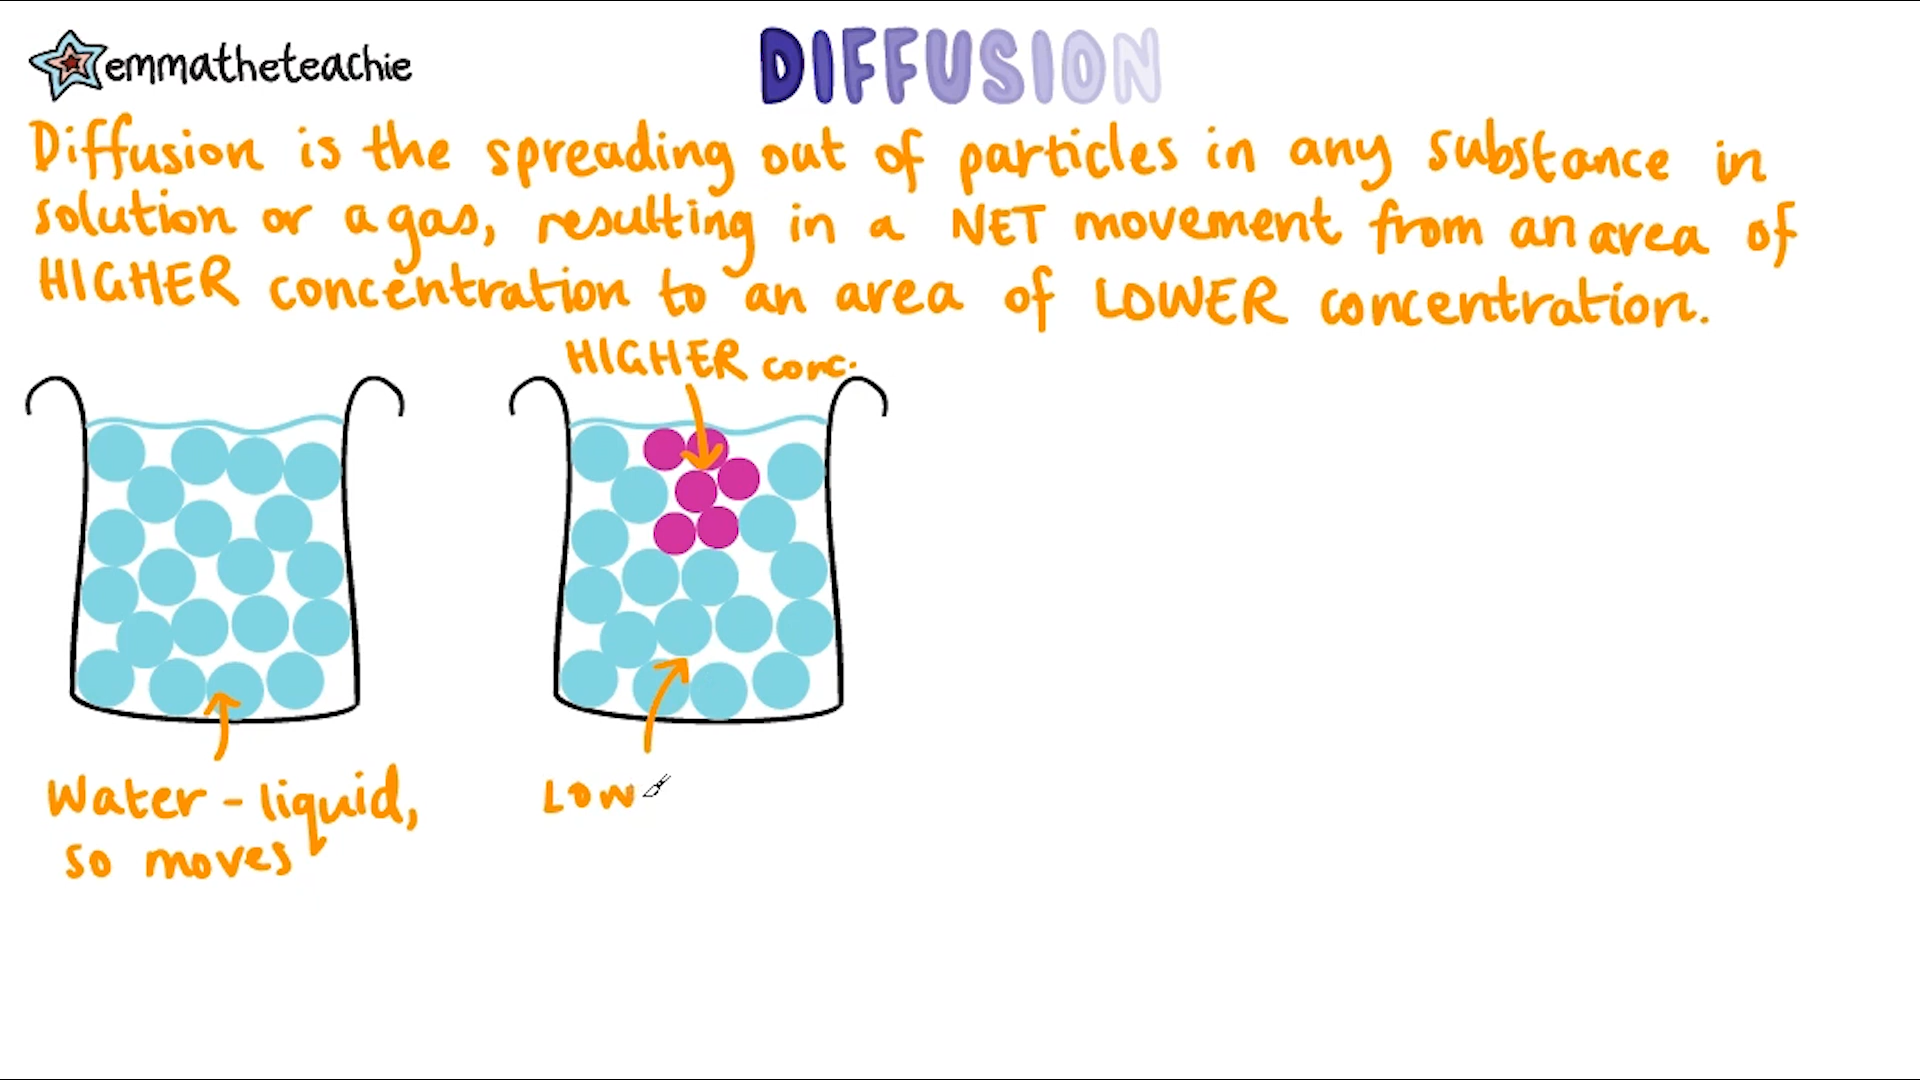 emmatheteachie
DIFFUSION
Diffusion is the spreading out of particles in any substance in
solution or a gas, resulting in a NET movement from an area of
HIGHER concentration to an area of LOWER concentration.
HIGHER conc.
Water - liquid,
so moves
LOW